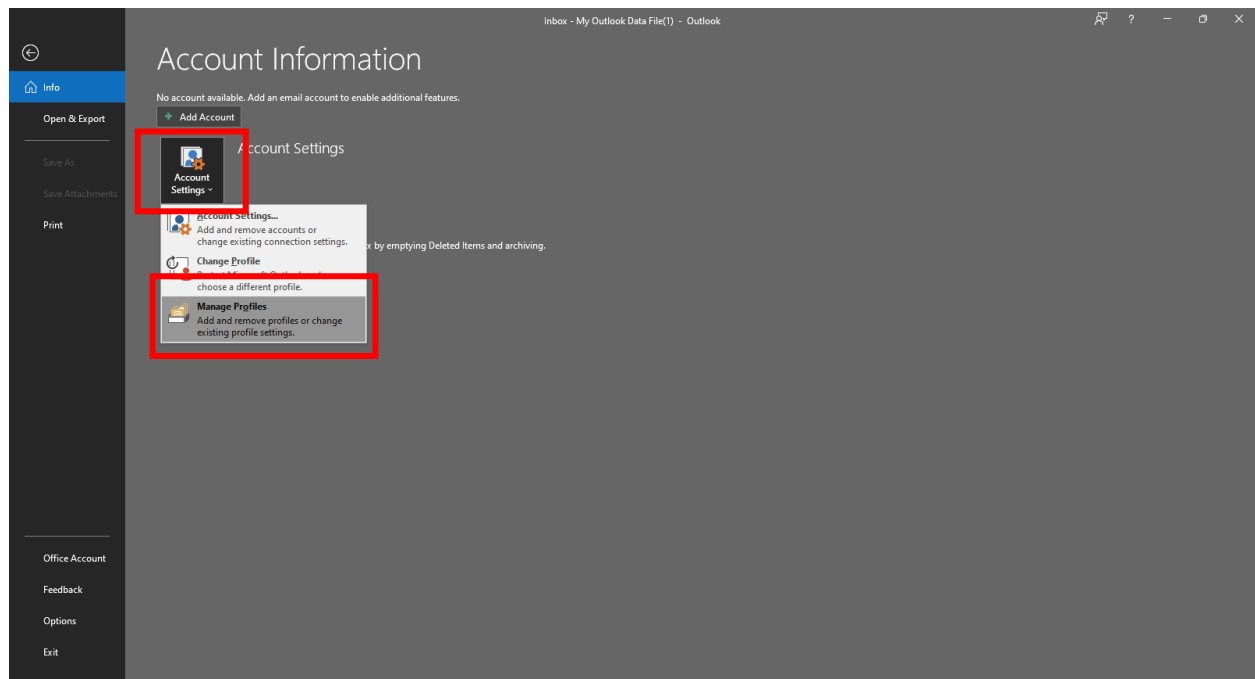 Inbox - My Outlook Data File(1) - Outlook
?
Account Information
Info
No account available. Add an email account to enable additional features.
Open & Export
+ Add Account
Account Settings
Save As
Account
Settings
Save Attachments
Account Settings...
Print
Add and remove accounts or
change existing connection settings.
x by emptying Deleted Items and archiving.
Change Profile
choose a different profile.
Manage Profiles
Add and remove profiles or change
existing profile settings.
Office Account
Feedback
Options
Exit